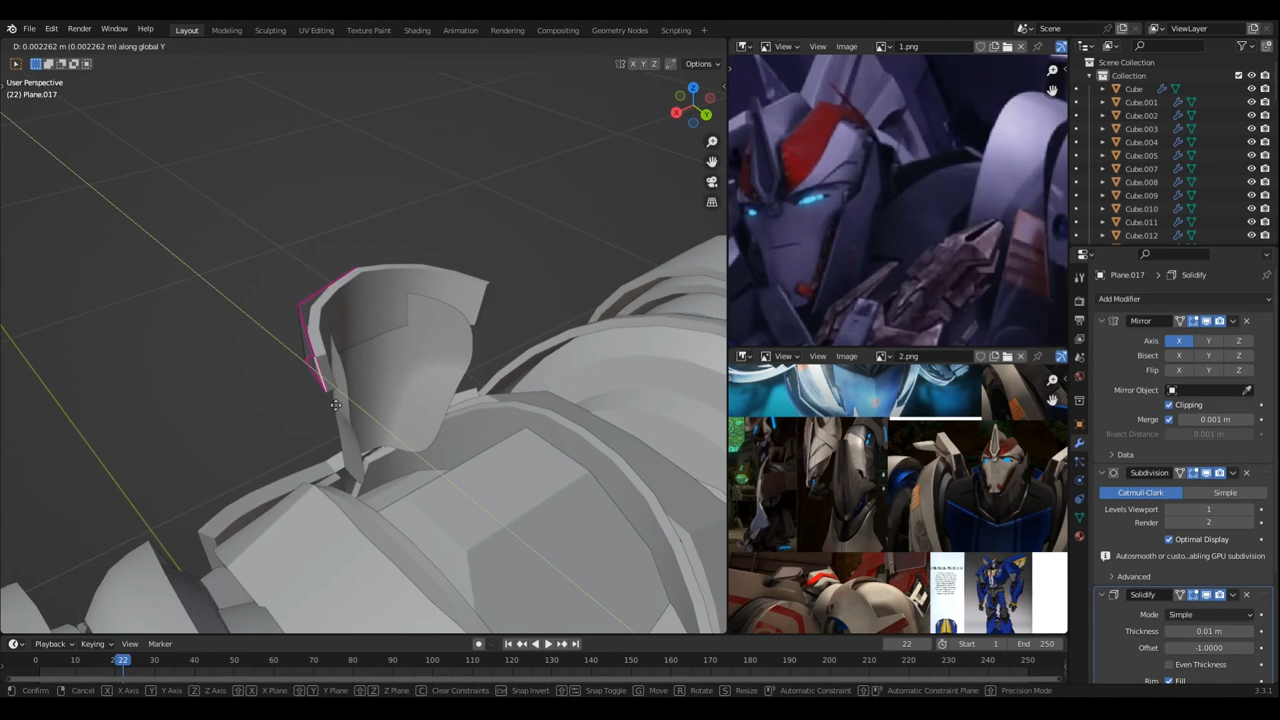 File Edit Render Window Help Layout Modeling Sculpting UV Editing Texture Paint Shading Animation Rendering Compositing Geometry Nodes Scripting + Scene ViewLayer
D: 0.002262 m (0.002262 m) along global Y
View View Image 1.png
X Y Z Options
User Perspective
(22) Plane.017
Z
X
Y
Scene Collection
Collection
Cube
Cube.001
Cube.002
Cube.003
Cube.004
Cube.005
Cube.007
Cube.008
Cube.009
Cube.010
Cube.011
Cube.012
View View Image 2.png
Plane.017 > Solidify
Add Modifier
Mirror
Axis X Y Z
Bisect X Y Z
Flip X Y Z
Mirror Object
Clipping
Merge 0.001 m
Bisect Distance 0.001 m
Data
Subdivision
Catmull-Clark Simple
Levels Viewport 1
Render 2
Optimal Display
Autosmooth or custo..abling GPU subdivision
Advanced
Solidify
Mode Simple
Thickness 0.01 m
Offset -1.0000
Even Thickness
Rim Fill
Playback Keying View Marker 22 Start 1 End 250
0 10 22 30 40 50 60 70 80 90 100 110 120 130 140 150 160 170 180 190 200 210 220 230 240 250
Confirm Cancel X X Axis Y Y Axis Z Z Axis X X Plane Y Y Plane Z Z Plane C Clear Constraints Snap Invert Snap Toggle G Move R Rotate S Resize Automatic Constraint Automatic Constraint Plane Precision Mode 3.3.1